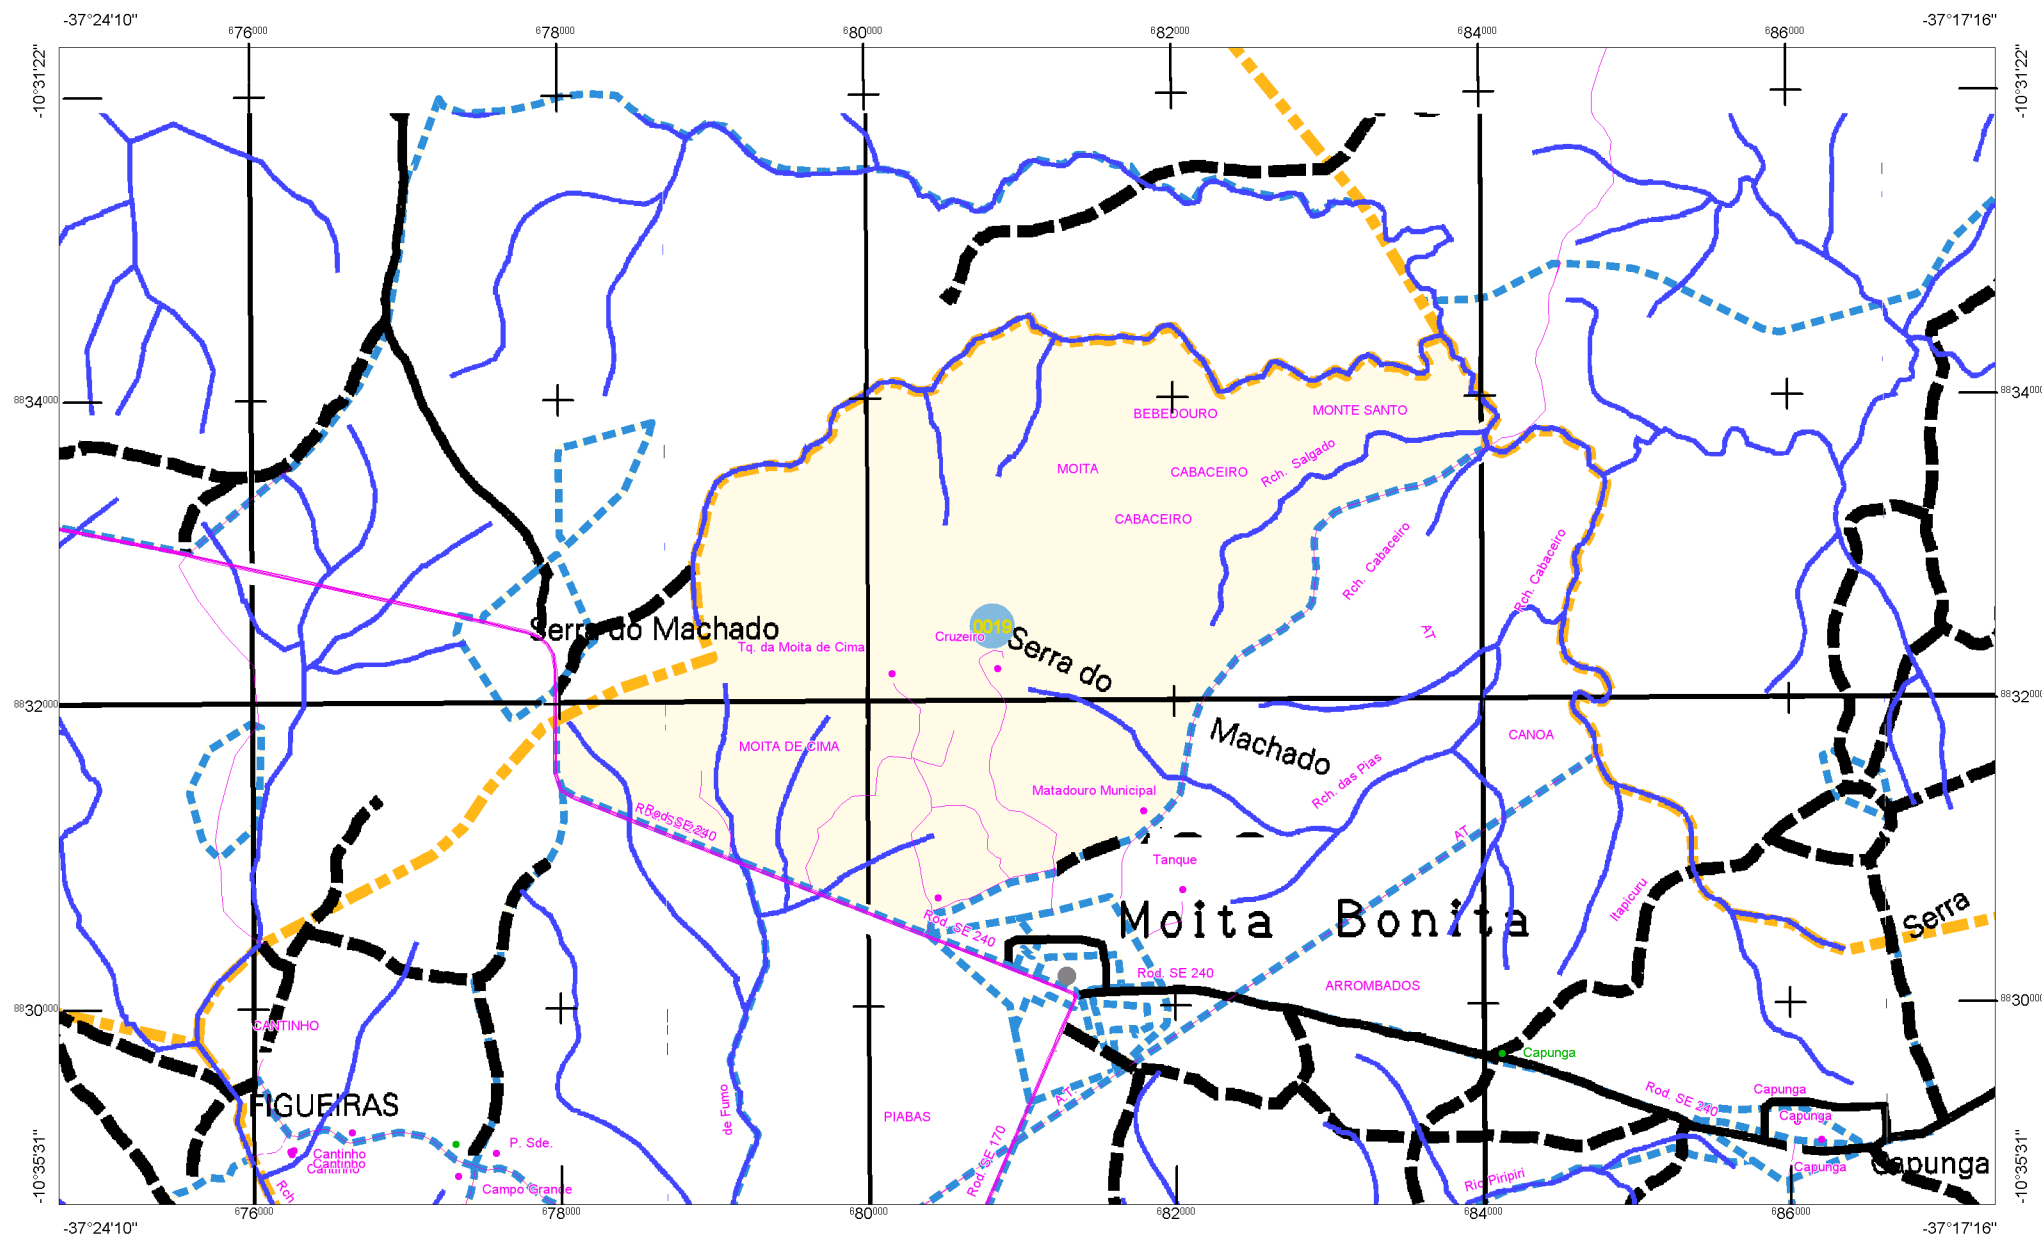 -37°24'10"
-37°17'16"
676000
678000
680000
682000
684000
686000
-10°31'22"
-10°31'22"
8834000
8834000
BEBEDOURO
MONTE SANTO
MOITA
CABACEIRO
Rch. Salgado
CABACEIRO
Rch. Cabaceiro
Rch. Cabaceiro
0019
Serra do Machado
Cruzeiro
Tq. da Moita de Cima
Serra do
Machado
AT
8832000
8832000
MOITA DE CIMA
CANOA
Matadouro Municipal
Rch. das Pias
Rod. SE 240
AT
Tanque
Itapicuru
Moita Bonita
Serra
Rod. SE 240
Rod. SE 240
ARROMBADOS
8830000
8830000
CANTINHO
Capunga
FIGUEIRAS
de Fumo
PIABAS
A.T.
Rod. SE 240
Capunga
Capunga
P. Sde.
Cantinho
Cantinho
Cantinho
Campo Grande
Rch
Rod. SE 170
Rio Piripiri
Capunga
Capunga
-10°35'31"
-10°35'31"
676000
678000
680000
682000
684000
686000
-37°24'10"
-37°17'16"